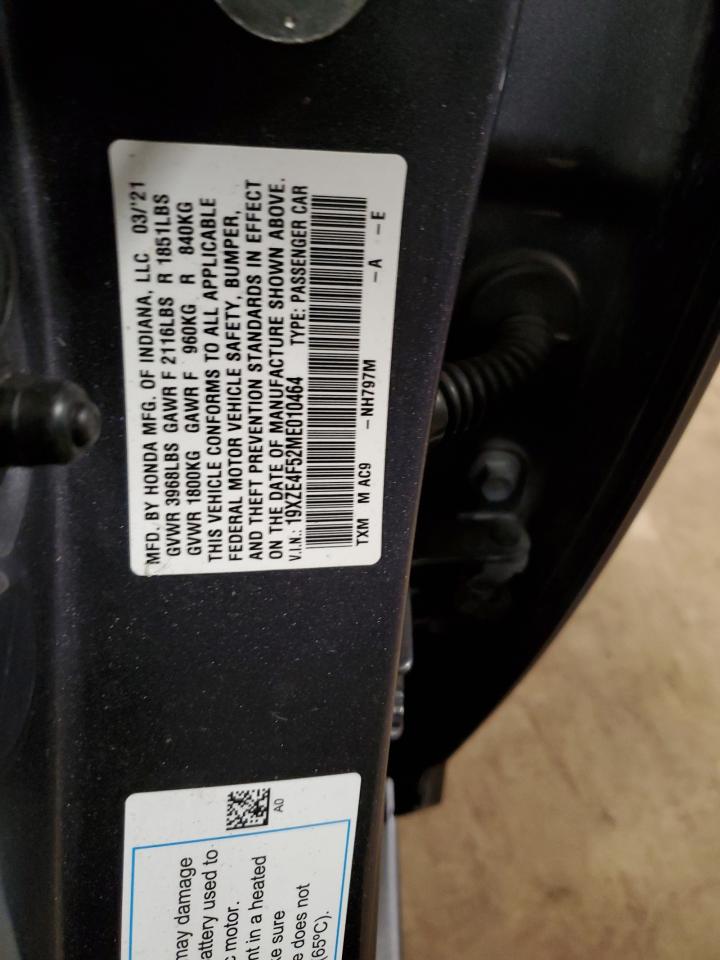 MFD. BY HONDA MFG. OF INDIANA, LLC 03/'21
GVWR 3968LBS GAWR F 2116LBS R 1851LBS
GVWR 1800KG GAWR F 960KG R 840KG
THIS VEHICLE CONFORMS TO ALL APPLICABLE
FEDERAL MOTOR VEHICLE SAFETY, BUMPER,
AND THEFT PREVENTION STANDARDS IN EFFECT
ON THE DATE OF MANUFACTURE SHOWN ABOVE.
V.I.N.: 19XZE4F52ME010464 TYPE: PASSENGER CAR
TXM M AC9 -NH797M -A -E
A0
may damage
attery used to
c motor.
nt in a heated
ke sure
e does not
(65ºC).